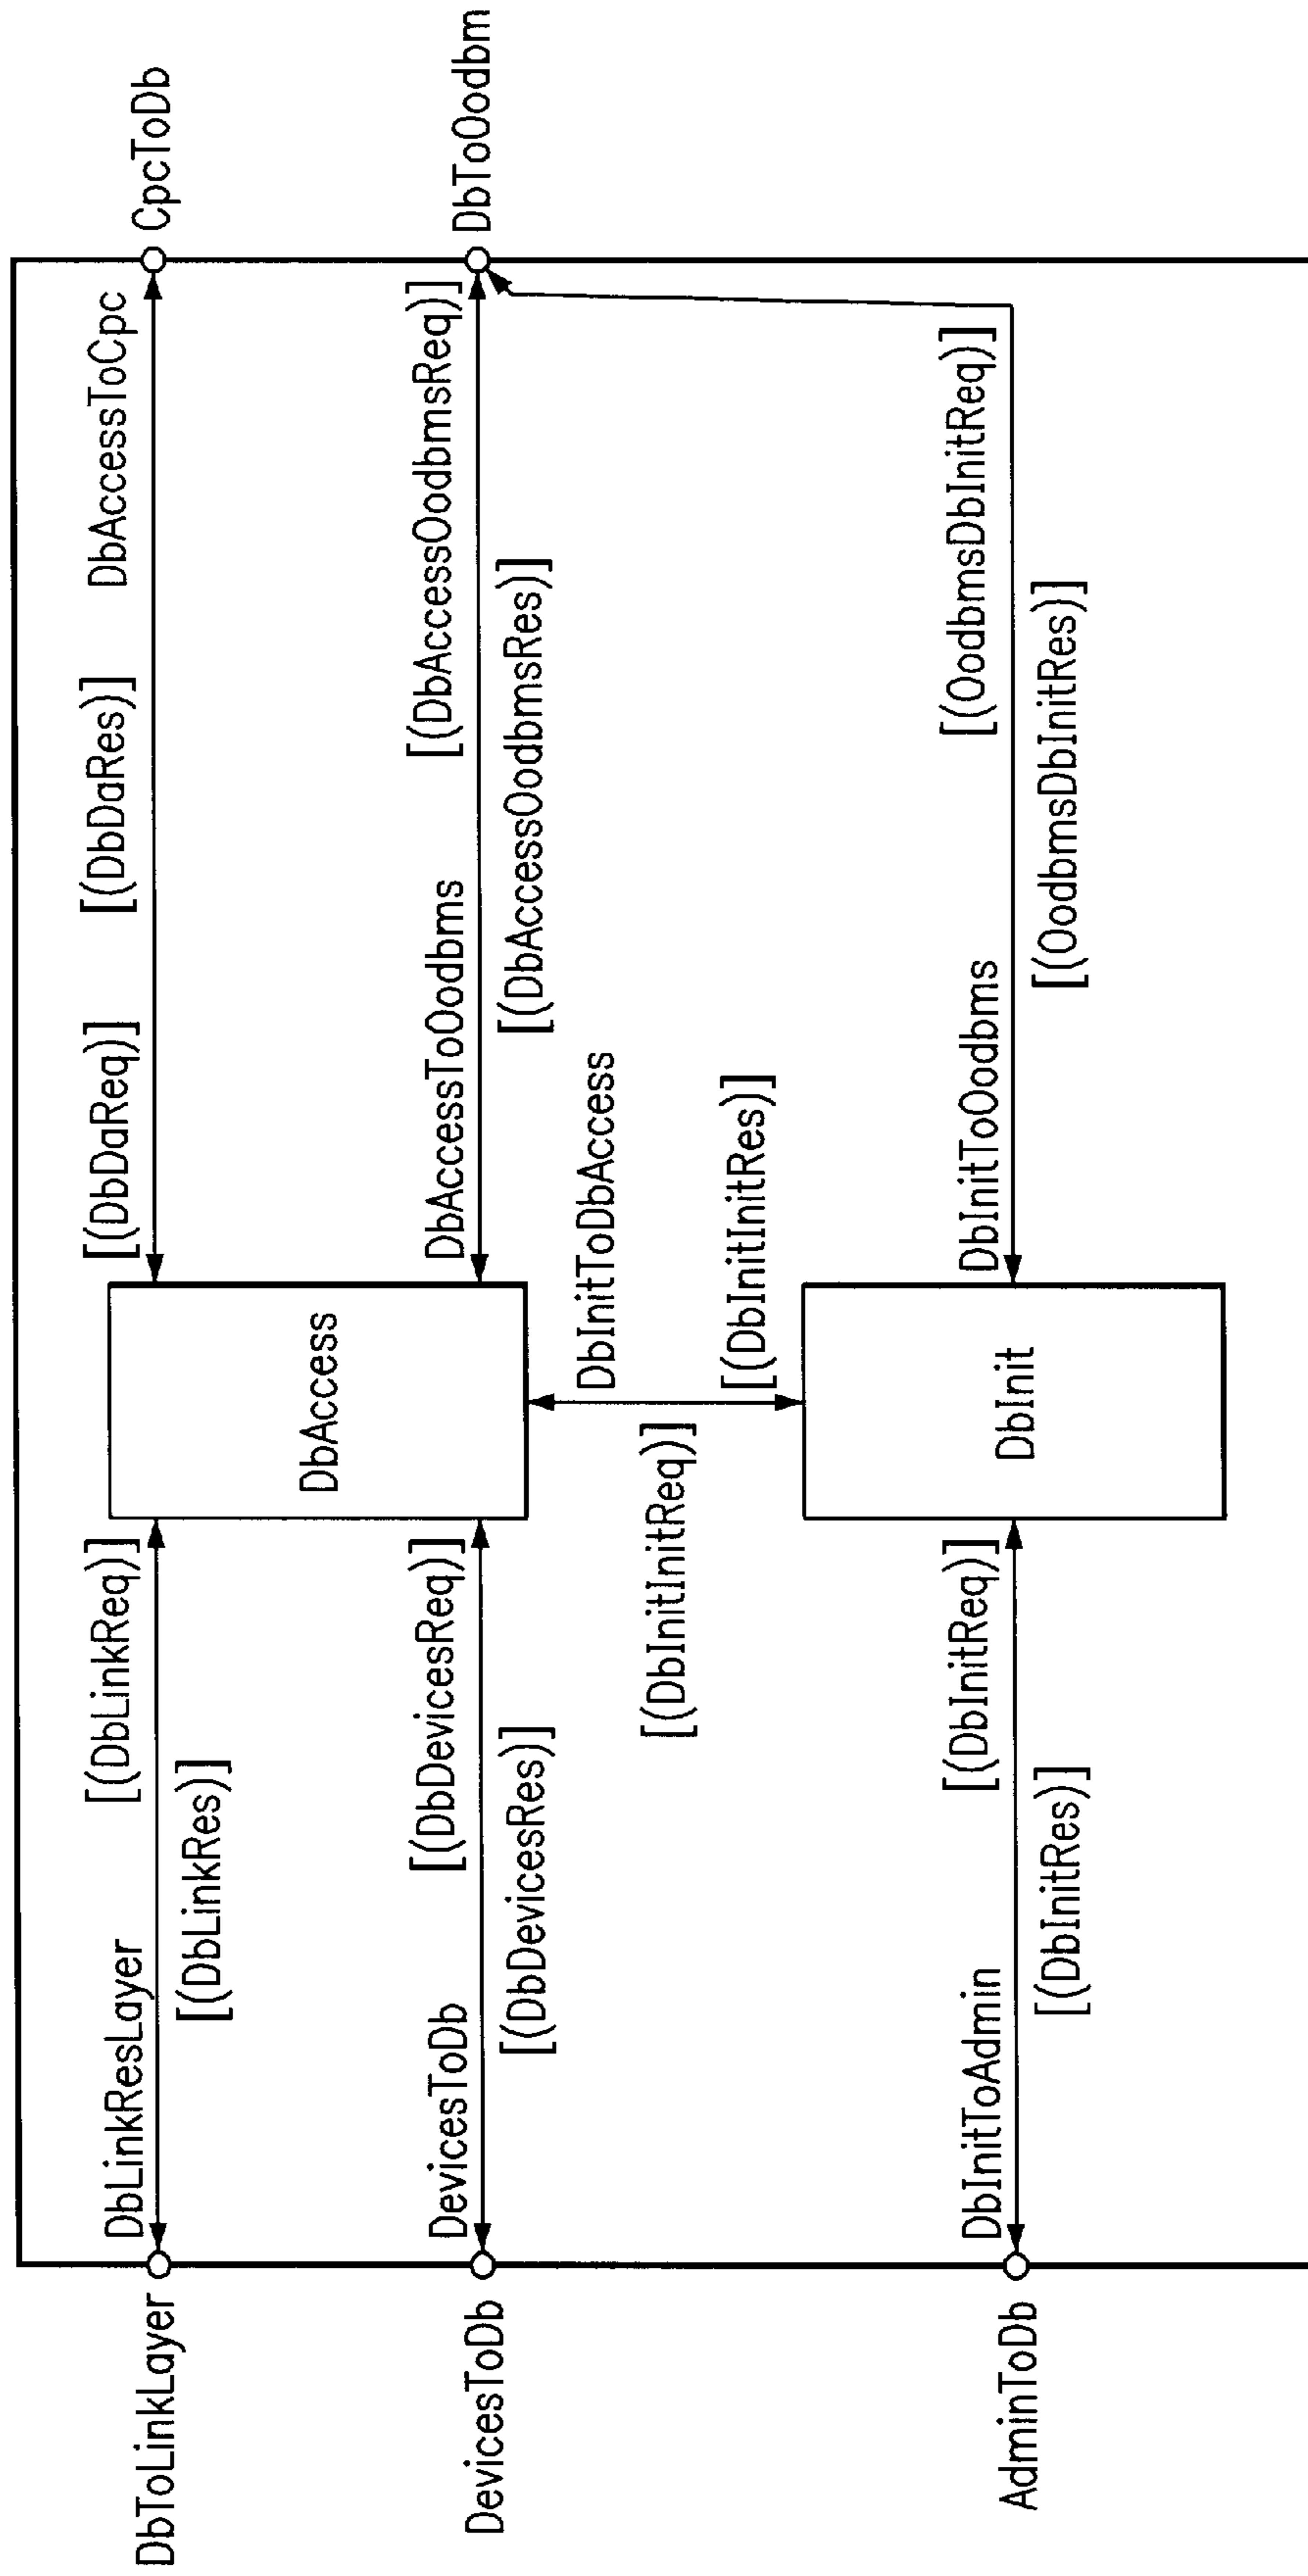 DbToLinkLayer
DbLinkResLayer
[(DbLinkReq)]
[(DbLinkRes)]
[(DbDaReq)]
[(DbDaRes)]
DbAccessToCpc
CpcToDb
DbAccess
DevicesToDb
DevicesToDb
[(DbDevicesReq)]
[(DbDevicesRes)]
DbAccessToOodbms
[(DbAccessOodbmsReq)]
[(DbAccessOodbmsRes)]
DbToOodbm
DbInitToDbAccess
[(DbInitInitReq)]
[(DbInitInitRes)]
AdminToDb
DbInitToAdmin
[(DbInitReq)]
[(DbInitRes)]
DbInit
DbInitToOodbms
[(OodbmsDbInitReq)]
[(OodbmsDbInitRes)]